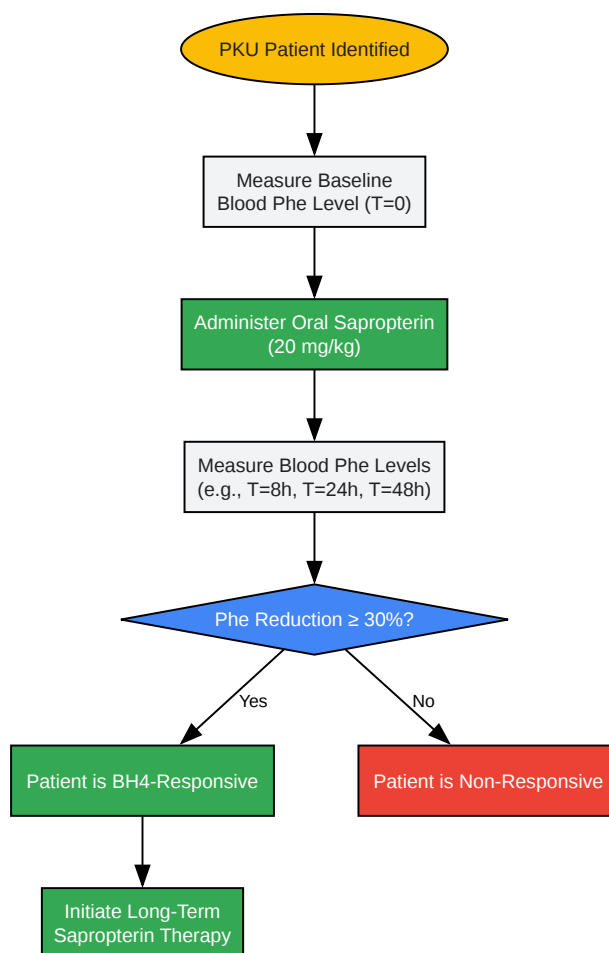 PKU Patient Identified
Measure Baseline
Blood Phe Level (T=0)
Administer Oral Sapropterin
(20 mg/kg)
Measure Blood Phe Levels
(e.g., T=8h, T=24h, T=48h)
Phe Reduction ≥ 30%?
Yes
No
Patient is BH4-Responsive
Patient is Non-Responsive
Initiate Long-Term
Sapropterin Therapy